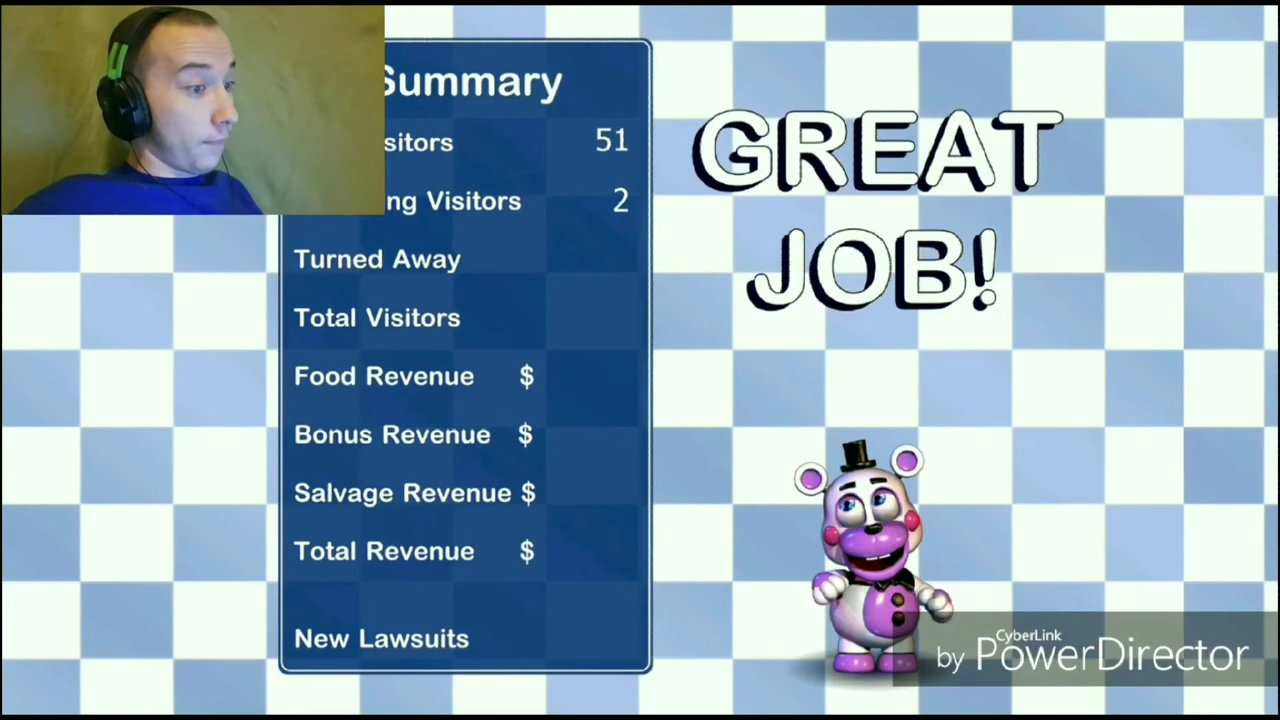 Summary
sitors 51
ng Visitors 2
Turned Away
Total Visitors
Food Revenue $
Bonus Revenue $
Salvage Revenue $
Total Revenue $
New Lawsuits
GREAT
JOB!
CyberLink
by PowerDirector